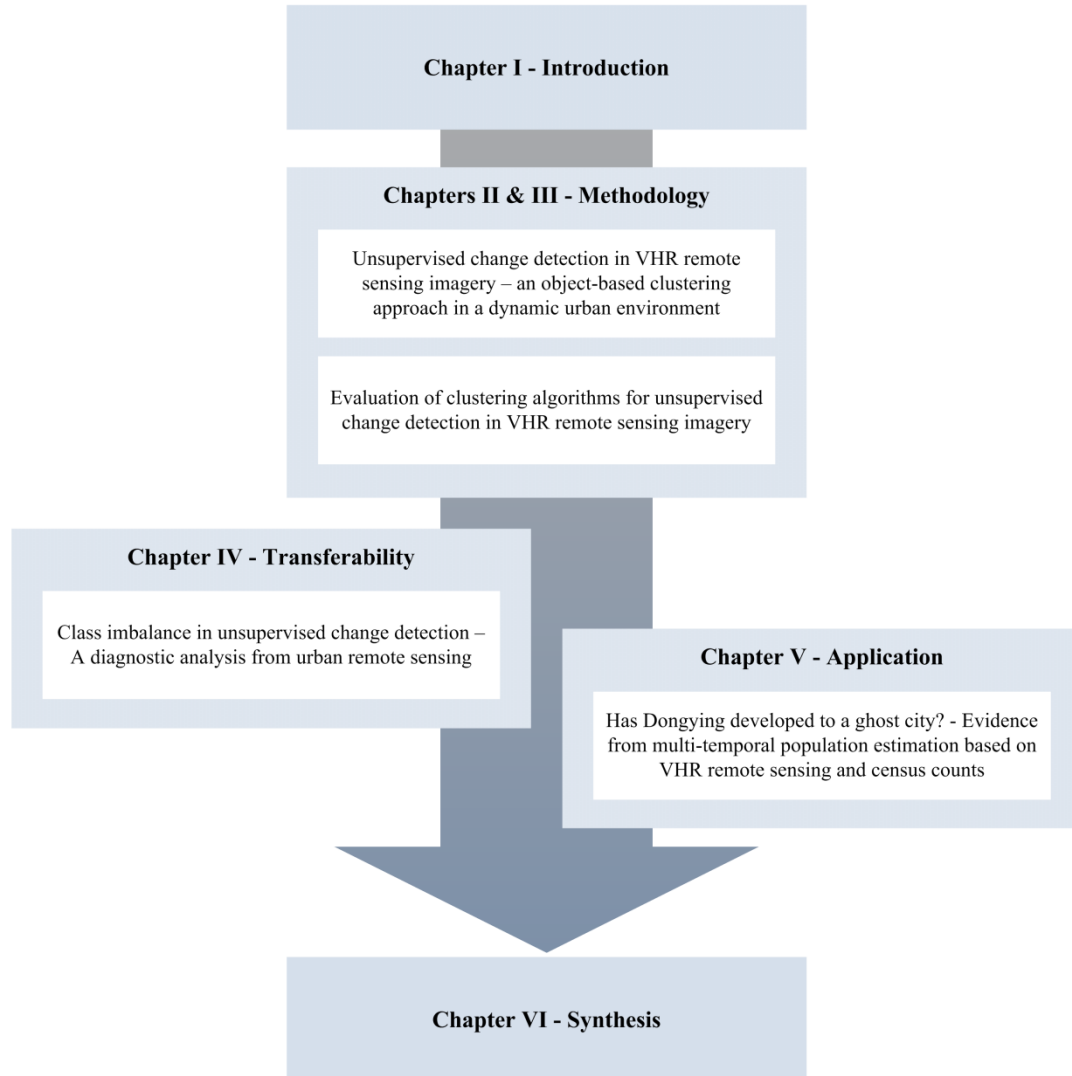 Chapter I - Introduction
Chapters II & III - Methodology
Unsupervised change detection in VHR remote
sensing imagery – an object-based clustering
approach in a dynamic urban environment
Evaluation of clustering algorithms for unsupervised
change detection in VHR remote sensing imagery
Chapter IV - Transferability
Class imbalance in unsupervised change detection –
A diagnostic analysis from urban remote sensing
Chapter V - Application
Has Dongying developed to a ghost city? - Evidence
from multi-temporal population estimation based on
VHR remote sensing and census counts
Chapter VI - Synthesis